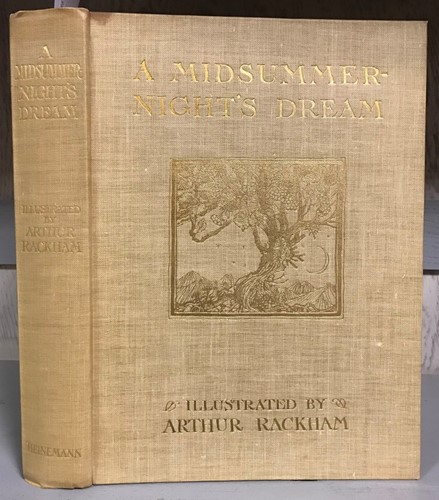 A
MIDSUMMER-
NIGHT'S
DREAM
ILLUSTRATED
BY
ARTHUR
RACKHAM
HEINEMANN
A MIDSUMMER-
NIGHT'S DREAM
ILLUSTRATED BY
ARTHUR RACKHAM